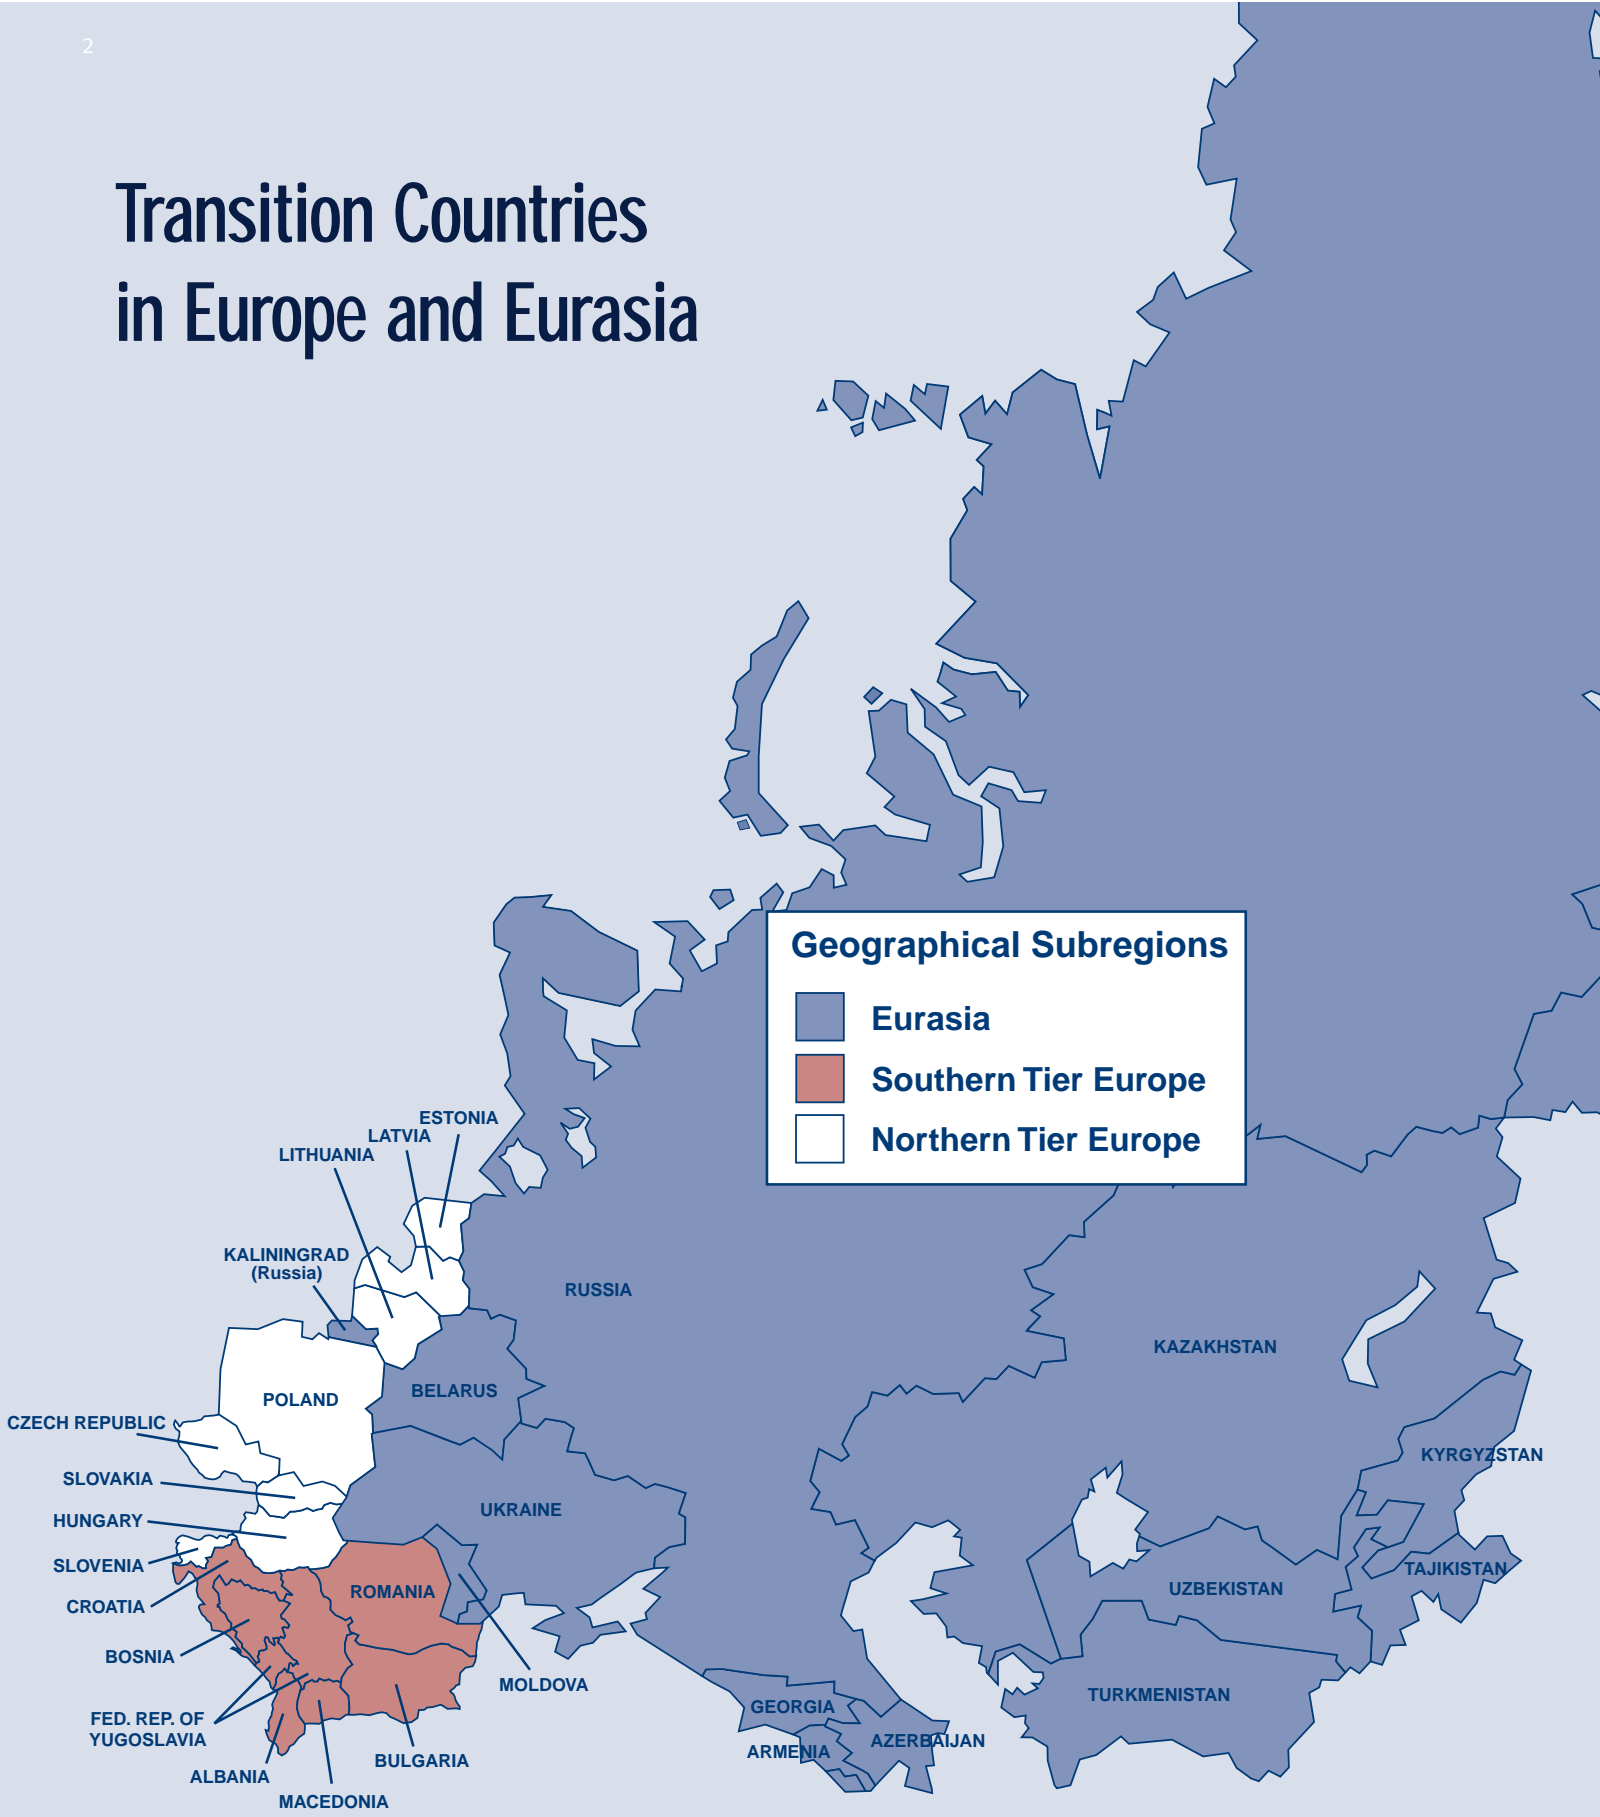 2
Transition Countries
in Europe and Eurasia
Geographical Subregions
Eurasia
Southern Tier Europe
Northern Tier Europe
ESTONIA
LATVIA
LITHUANIA
KALININGRAD
(Russia)
RUSSIA
KAZAKHSTAN
POLAND
BELARUS
CZECH REPUBLIC
KYRGYZSTAN
SLOVAKIA
UKRAINE
HUNGARY
SLOVENIA
TAJIKISTAN
ROMANIA
UZBEKISTAN
CROATIA
BOSNIA
MOLDOVA
TURKMENISTAN
GEORGIA
FED. REP. OF
YUGOSLAVIA
AZERBAIJAN
ARMENIA
BULGARIA
ALBANIA
MACEDONIA